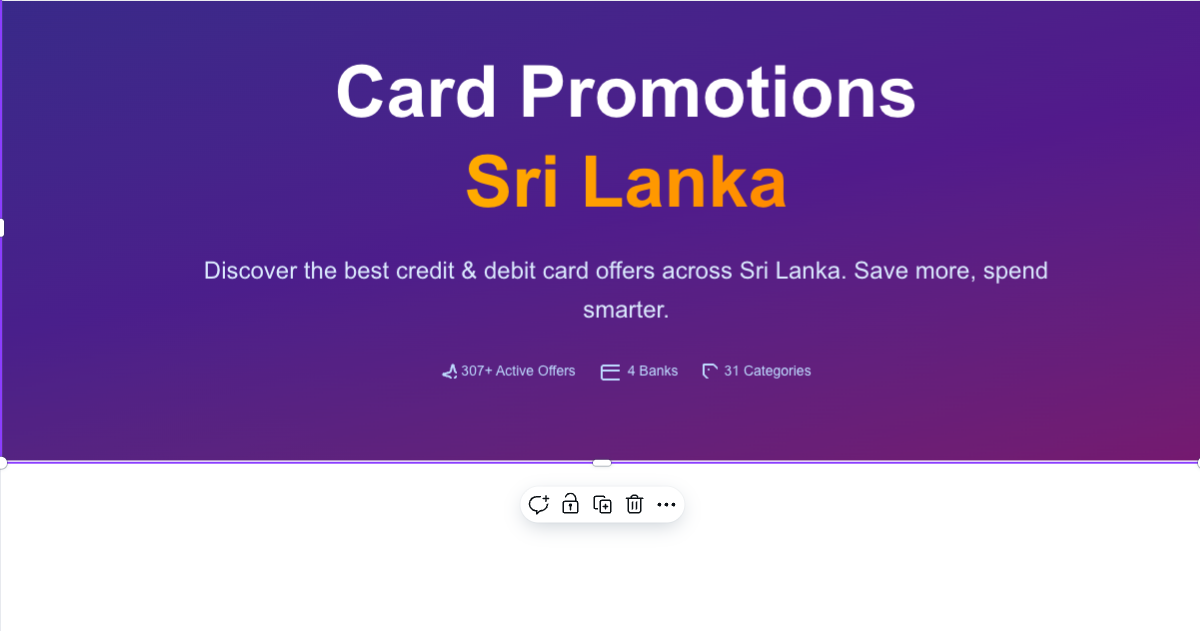 Card Promotions
Sri Lanka
Discover the best credit & debit card offers across Sri Lanka. Save more, spend
smarter.
307+ Active Offers 4 Banks 31 Categories